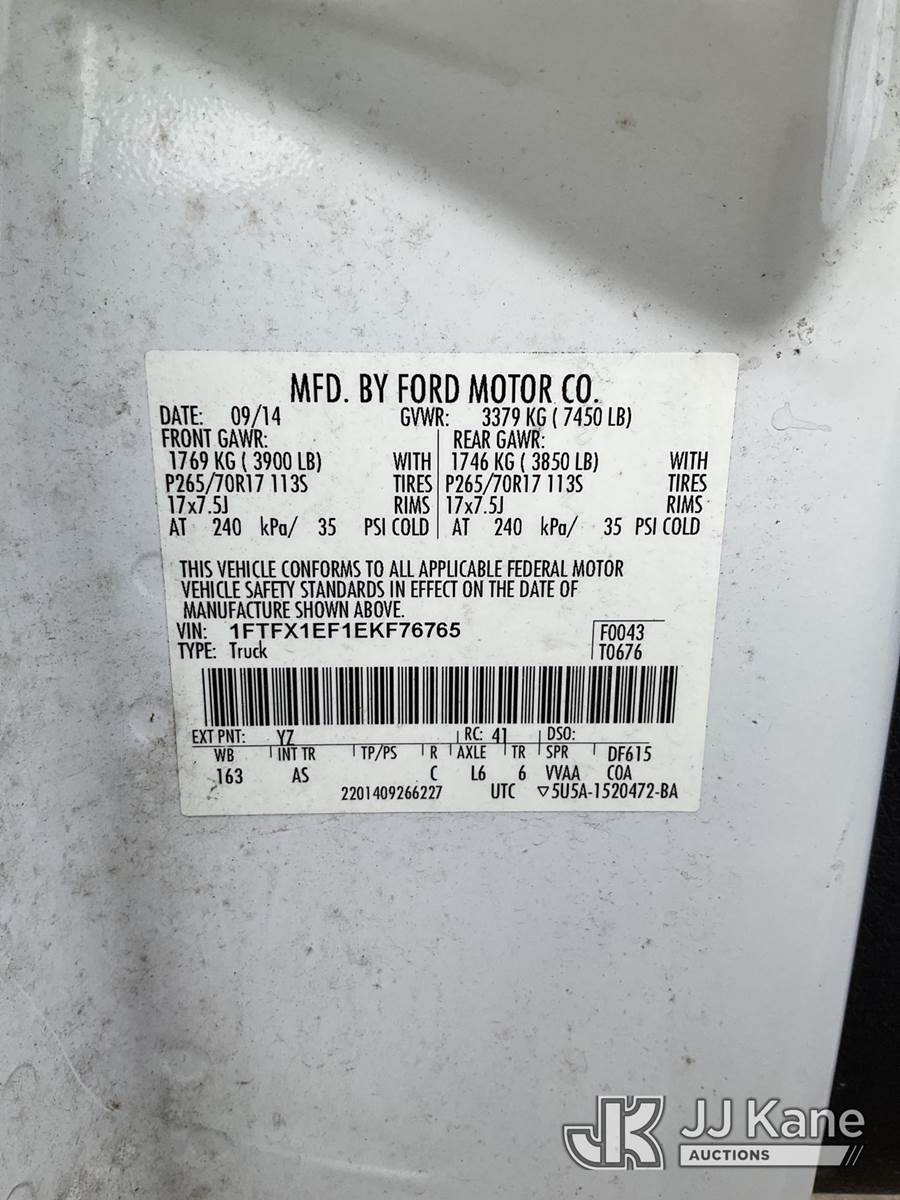 MFD. BY FORD MOTOR CO.
DATE: 09/14 GVWR: 3379 KG ( 7450 LB)
FRONT GAWR: REAR GAWR:
1769 KG ( 3900 LB) WITH 1746 KG ( 3850 LB) WITH
P265/70R17 113S TIRES P265/70R17 113S TIRES
17x7.5J RIMS 17x7.5J RIMS
AT 240 kPa/ 35 PSI COLD AT 240 kPa/ 35 PSI COLD
THIS VEHICLE CONFORMS TO ALL APPLICABLE FEDERAL MOTOR
VEHICLE SAFETY STANDARDS IN EFFECT ON THE DATE OF
MANUFACTURE SHOWN ABOVE.
VIN: 1FTFX1EF1EKF76765 F0043
TYPE: Truck T0676
EXT PNT: YZ RC: 41 DSO:
WB INT TR TP/PS R AXLE TR SPR DF615
163 AS C L6 6 VVAA COA
2201409266227 UTC ▽5U5A-1520472-BA
JK JJ Kane
AUCTIONS